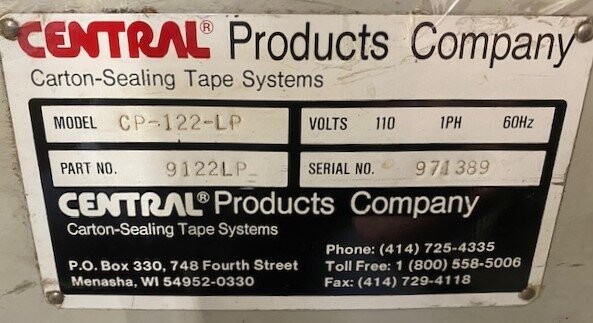 CENTRAL® Products Company
Carton-Sealing Tape Systems
MODEL CP-122-LP VOLTS 110 1PH 60Hz
PART NO. 9122LP SERIAL NO. 971389
CENTRAL® Products Company
Carton-Sealing Tape Systems
Phone: (414) 725-4335
P.O. Box 330, 748 Fourth Street Toll Free: 1 (800) 558-5006
Menasha, WI 54952-0330 Fax: (414) 729-4118